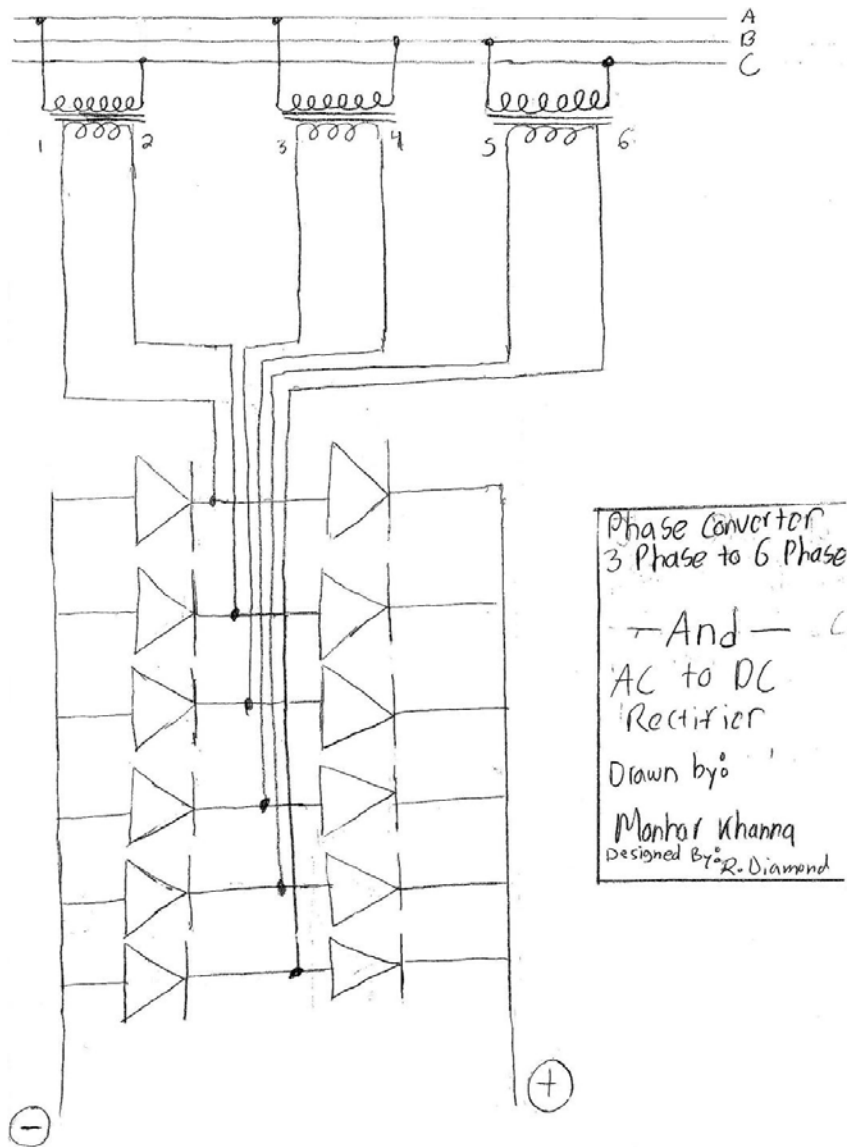 A
B
C
1 2 3 4 5 6
Phase Converter
3 Phase to 6 Phase
— And —
AC to DC
Rectifier
Drawn by:
Manhar Khanna
Designed By:
R. Diamond
+
-